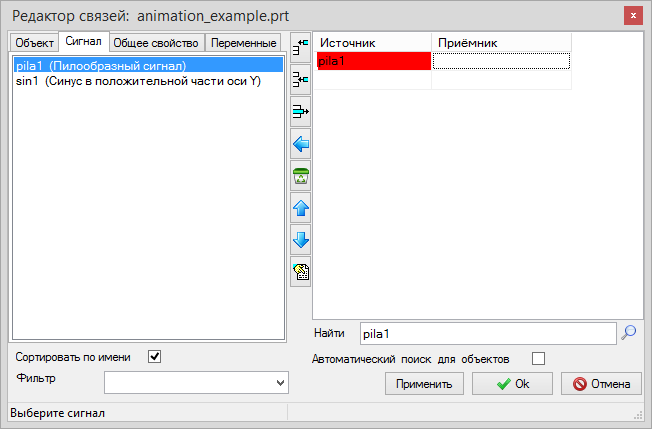 Редактор связей: animation_example.prt
Объект Сигнал Общее свойство Переменные
pila1 (Пилообразный сигнал)
sin1 (Синус в положительной части оси Y)
Источник Приёмник
pila1
Найти pila1
Сортировать по имени
Автоматический поиск для объектов
Фильтр
Применить Ok Отмена
Выберите сигнал